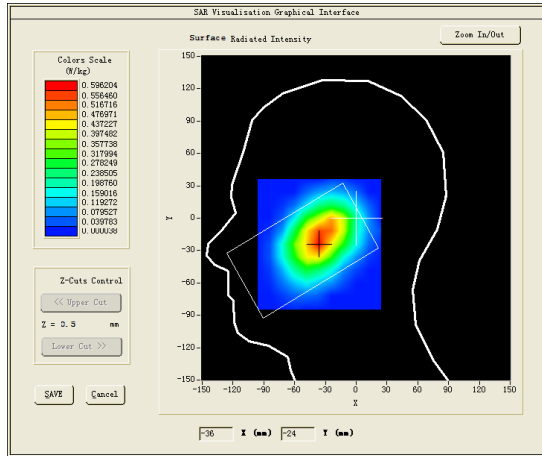 SAR Visualisation Graphical Interface
Surface Radiated Intensity
Zoom In/Out
Colors Scale
(W/kg)
0.596204
0.556460
0.516716
0.476971
0.437227
0.397482
0.357738
0.317994
0.278249
0.238505
0.198760
0.159016
0.119272
0.079527
0.039783
0.000038
Z-Cuts Control
<< Upper Cut
Z = 0.5 mm
Lower Cut >>
SAVE Cancel
150
120
90
60
30
0
-30
-60
-90
-120
-150
Y
-150 -120 -90 -60 -30 0 30 60 90 120 150
X
-36 X (mm) -24 Y (mm)